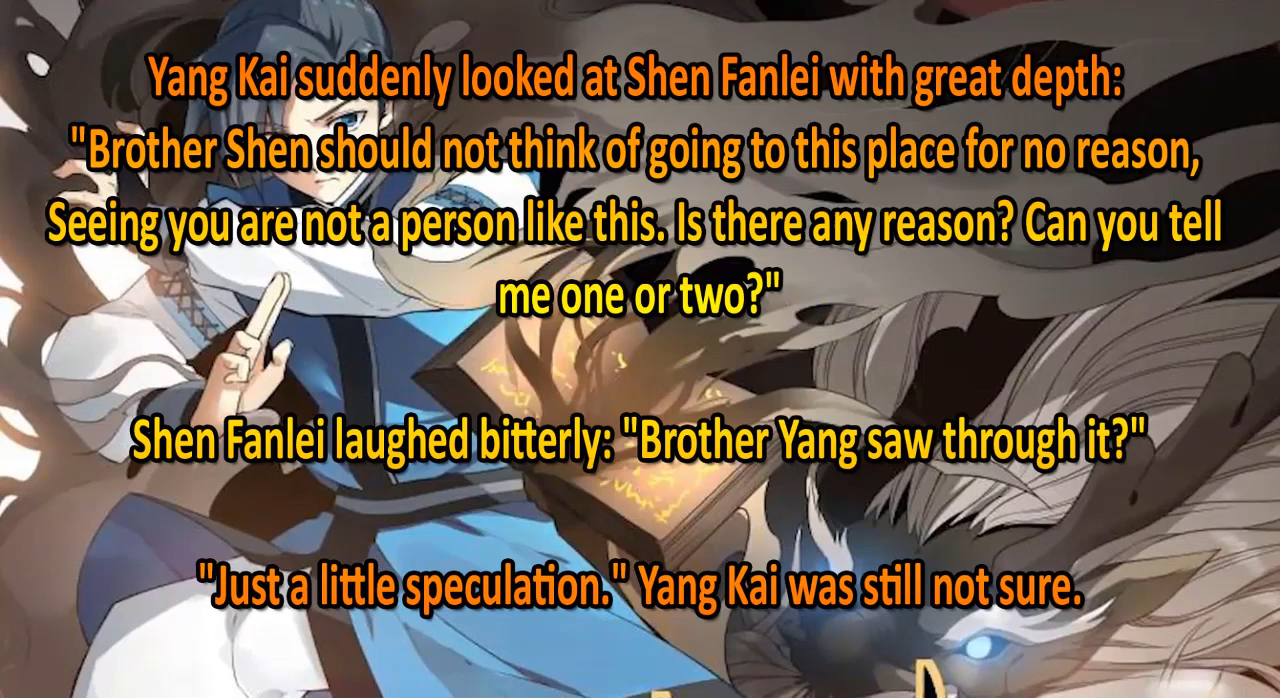 Yang Kai suddenly looked at Shen Fanlei with great depth:
"Brother Shen should not think of going to this place for no reason,
Seeing you are not a person like this. Is there any reason? Can you tell
me one or two?"
Shen Fanlei laughed bitterly: "Brother Yang saw through it?"
"Just a little speculation." Yang Kai was still not sure.